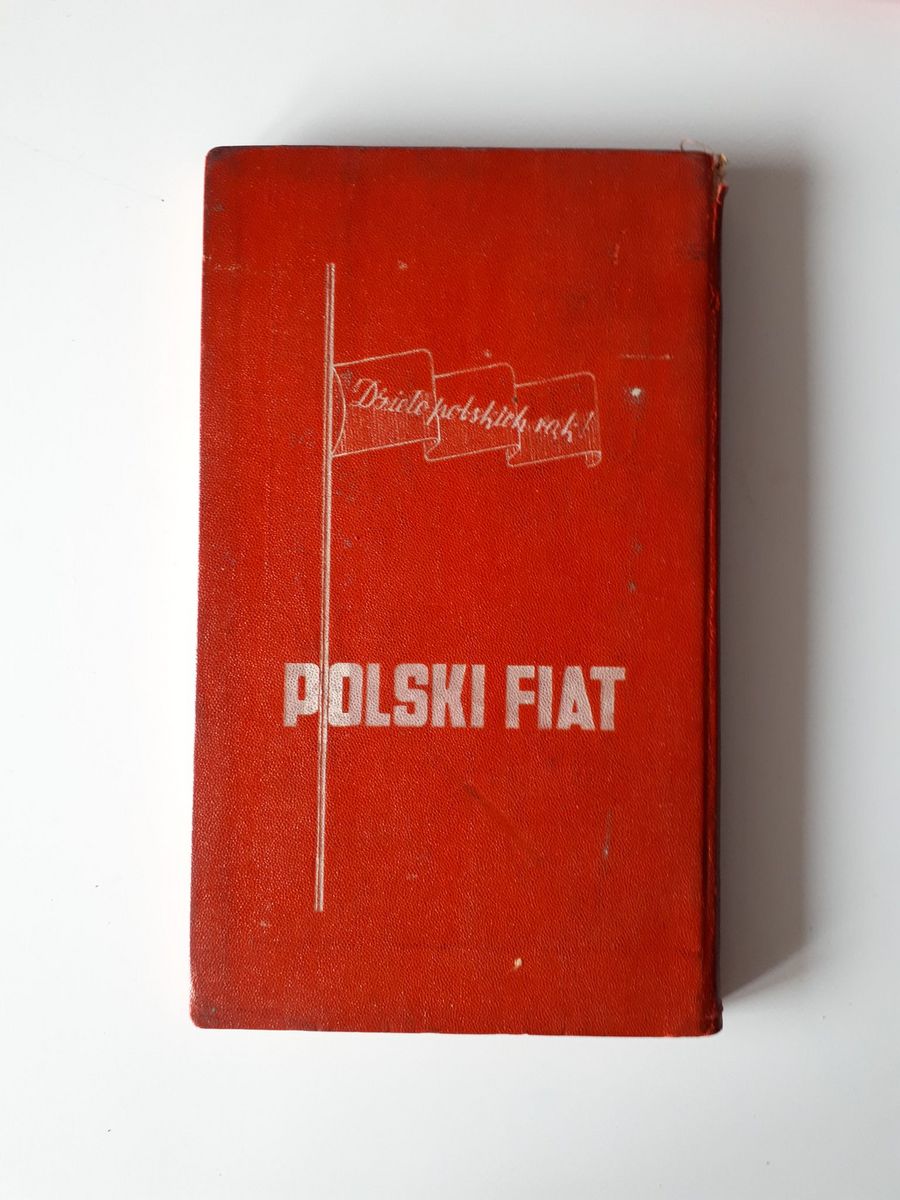 Dzieło polskich rąk!
POLSKI FIAT